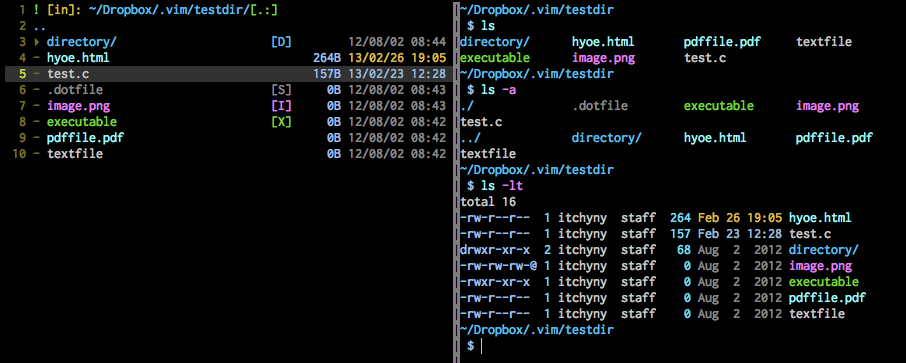 1 ! [in]: ~/Dropbox/.vim/testdir/[.:]
2 ..
3 ▸ directory/ [D] 12/08/02 08:44
4 - hyoe.html 264B 13/02/26 19:05
5 - test.c 157B 13/02/23 12:28
6 - .dotfile [S] 0B 12/08/02 08:43
7 - image.png [I] 0B 12/08/02 08:43
8 - executable [X] 0B 12/08/02 08:42
9 - pdffile.pdf 0B 12/08/02 08:42
10 - textfile 0B 12/08/02 08:42
~/Dropbox/.vim/testdir
$ ls
directory/ hyoe.html pdffile.pdf textfile
executable image.png test.c
~/Dropbox/.vim/testdir
$ ls -a
./ .dotfile executable image.png
test.c
../ directory/ hyoe.html pdffile.pdf
textfile
~/Dropbox/.vim/testdir
$ ls -lt
total 16
-rw-r--r-- 1 itchyny staff 264 Feb 26 19:05 hyoe.html
-rw-r--r-- 1 itchyny staff 157 Feb 23 12:28 test.c
drwxr-xr-x 2 itchyny staff 68 Aug 2 2012 directory/
-rw-rw-rw-@ 1 itchyny staff 0 Aug 2 2012 image.png
-rwxr-xr-x 1 itchyny staff 0 Aug 2 2012 executable
-rw-r--r-- 1 itchyny staff 0 Aug 2 2012 pdffile.pdf
-rw-r--r-- 1 itchyny staff 0 Aug 2 2012 textfile
~/Dropbox/.vim/testdir
$